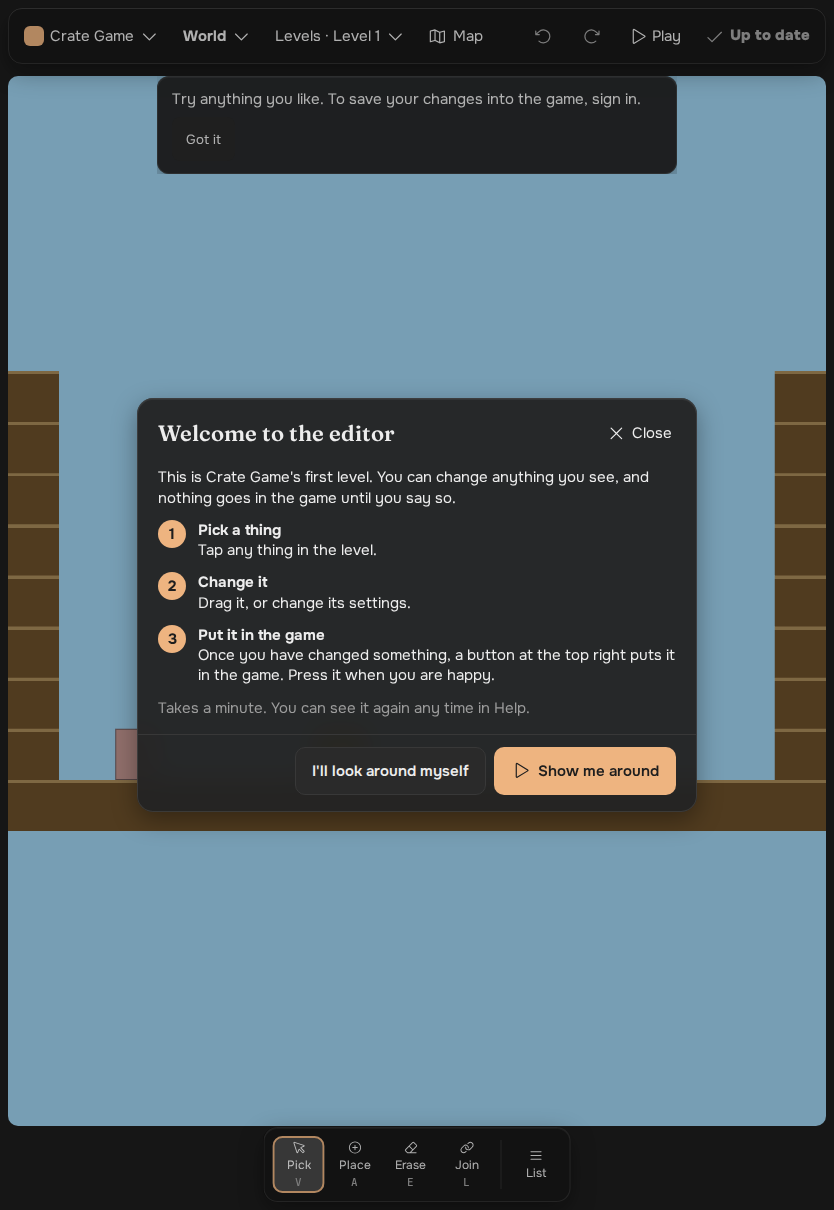 Crate Game
World
Levels · Level 1
Map
Play
Up to date
Try anything you like. To save your changes into the game, sign in.
Got it
Welcome to the editor
Close
This is Crate Game's first level. You can change anything you see, and
nothing goes in the game until you say so.
1
Pick a thing
Tap any thing in the level.
2
Change it
Drag it, or change its settings.
3
Put it in the game
Once you have changed something, a button at the top right puts it
in the game. Press it when you are happy.
Takes a minute. You can see it again any time in Help.
I'll look around myself
Show me around
Pick
V
Place
A
Erase
E
Join
L
List